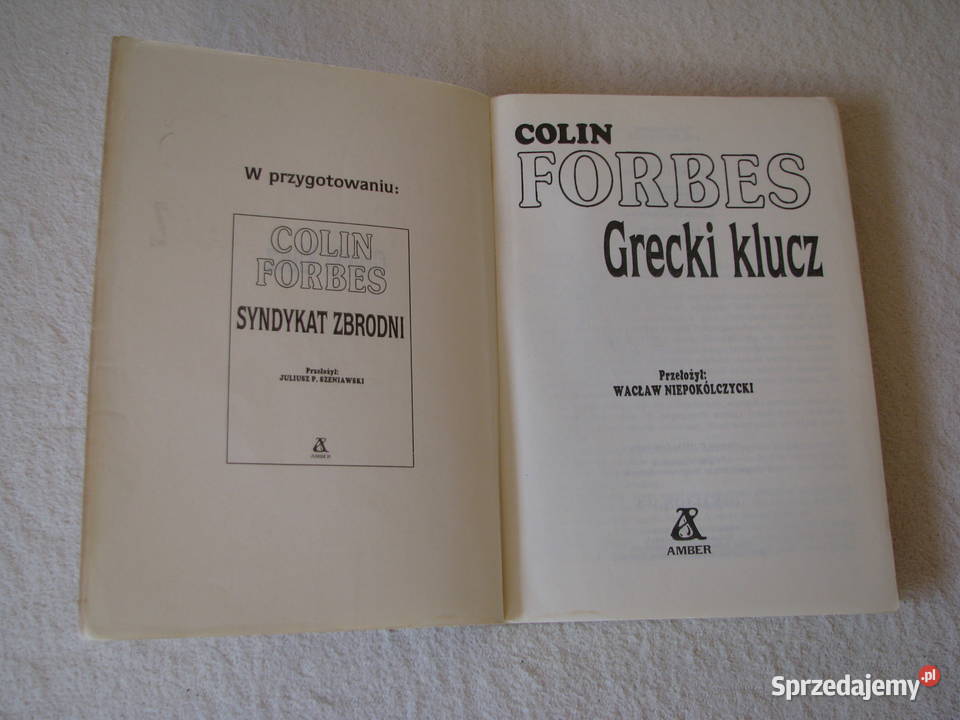 W przygotowaniu:
COLIN
FORBES
SYNDYKAT ZBRODNI
Przełożył:
JULIUSZ P. SZENIAWSKI
AMBER
COLIN
FORBES
Grecki klucz
Przełożył:
WACŁAW NIEPOKÓLCZYCKI
AMBER
Sprzedajemy.pl